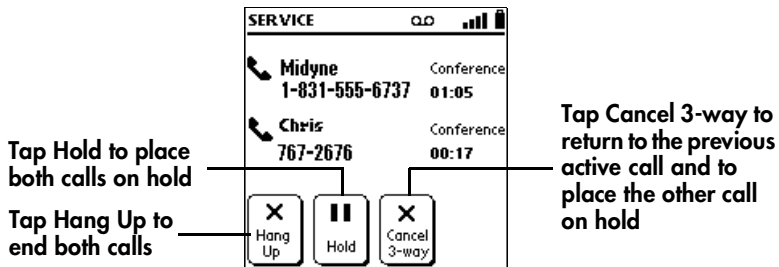 SERVICE
Midyne Conference
1-831-555-6737 01:05
Chris Conference
767-2676 00:17
Tap Hold to place
both calls on hold
Tap Hang Up to
end both calls
Hang
Up
Hold
Cancel
3-way
Tap Cancel 3-way to
return to the previous
active call and to
place the other call
on hold